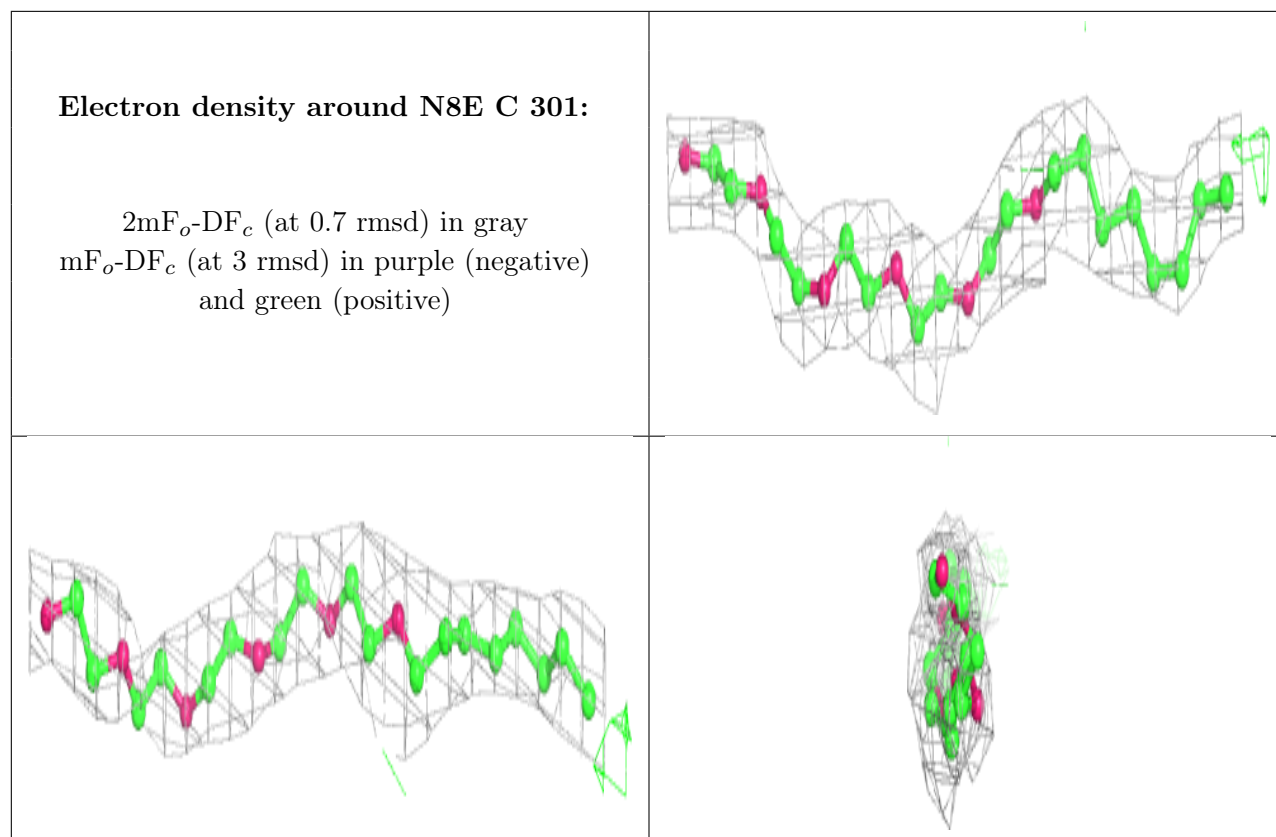 Electron density around N8E C 301:
2mFo-DFc (at 0.7 rmsd) in gray
mFo-DFc (at 3 rmsd) in purple (negative)
and green (positive)